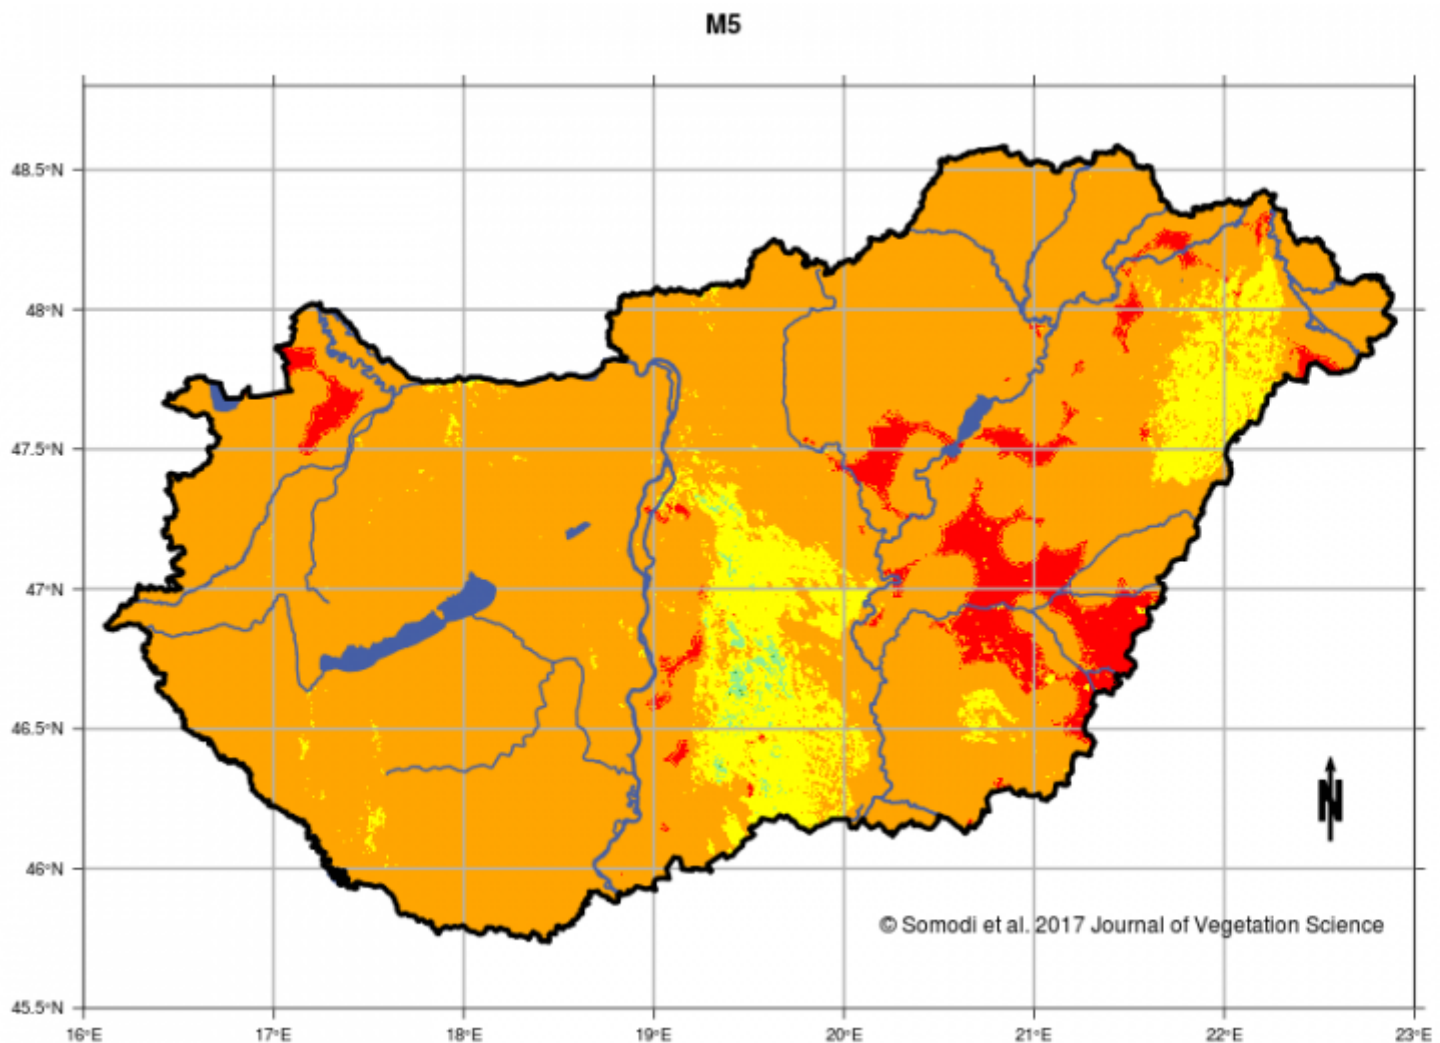 M5
48.5°N
48°N
47.5°N
47°N
46.5°N
46°N
45.5°N
N
© Somodi et al. 2017 Journal of Vegetation Science
16°E 17°E 18°E 19°E 20°E 21°E 22°E 23°E